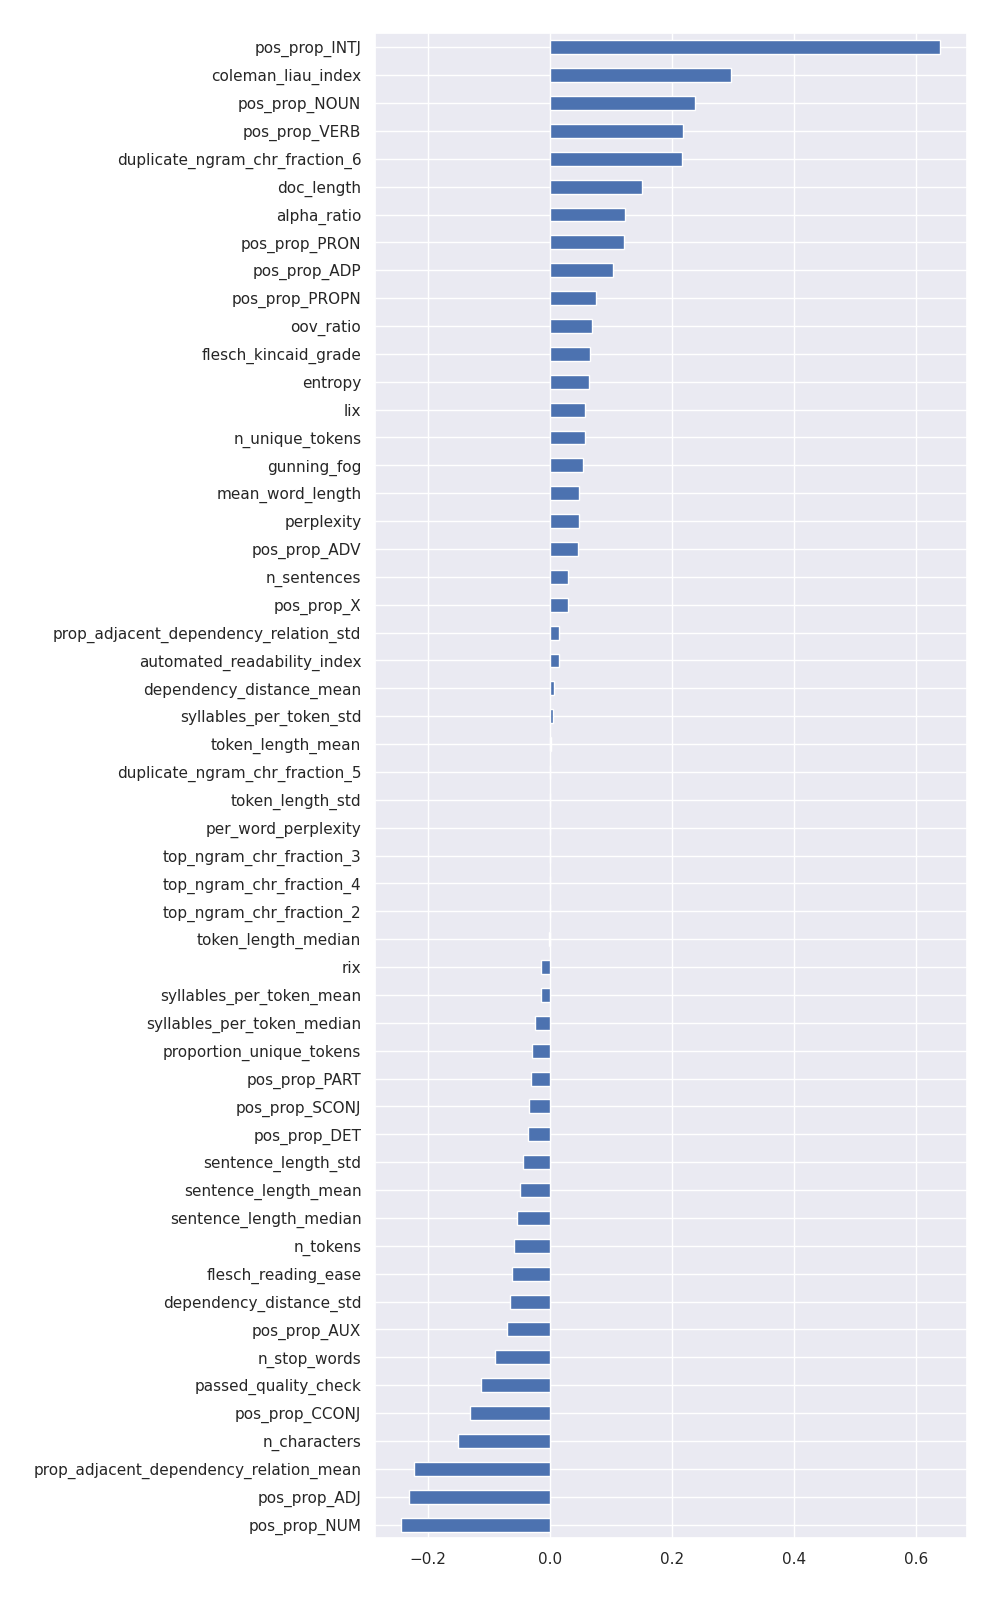 pos_prop_INTJ
coleman_liau_index
pos_prop_NOUN
pos_prop_VERB
duplicate_ngram_chr_fraction_6
doc_length
alpha_ratio
pos_prop_PRON
pos_prop_ADP
pos_prop_PROPN
oov_ratio
flesch_kincaid_grade
entropy
lix
n_unique_tokens
gunning_fog
mean_word_length
perplexity
pos_prop_ADV
n_sentences
pos_prop_X
prop_adjacent_dependency_relation_std
automated_readability_index
dependency_distance_mean
syllables_per_token_std
token_length_mean
duplicate_ngram_chr_fraction_5
token_length_std
per_word_perplexity
top_ngram_chr_fraction_3
top_ngram_chr_fraction_4
top_ngram_chr_fraction_2
token_length_median
rix
syllables_per_token_mean
syllables_per_token_median
proportion_unique_tokens
pos_prop_PART
pos_prop_SCONJ
pos_prop_DET
sentence_length_std
sentence_length_mean
sentence_length_median
n_tokens
flesch_reading_ease
dependency_distance_std
pos_prop_AUX
n_stop_words
passed_quality_check
pos_prop_CCONJ
n_characters
prop_adjacent_dependency_relation_mean
pos_prop_ADJ
pos_prop_NUM
−0.2 0.0 0.2 0.4 0.6